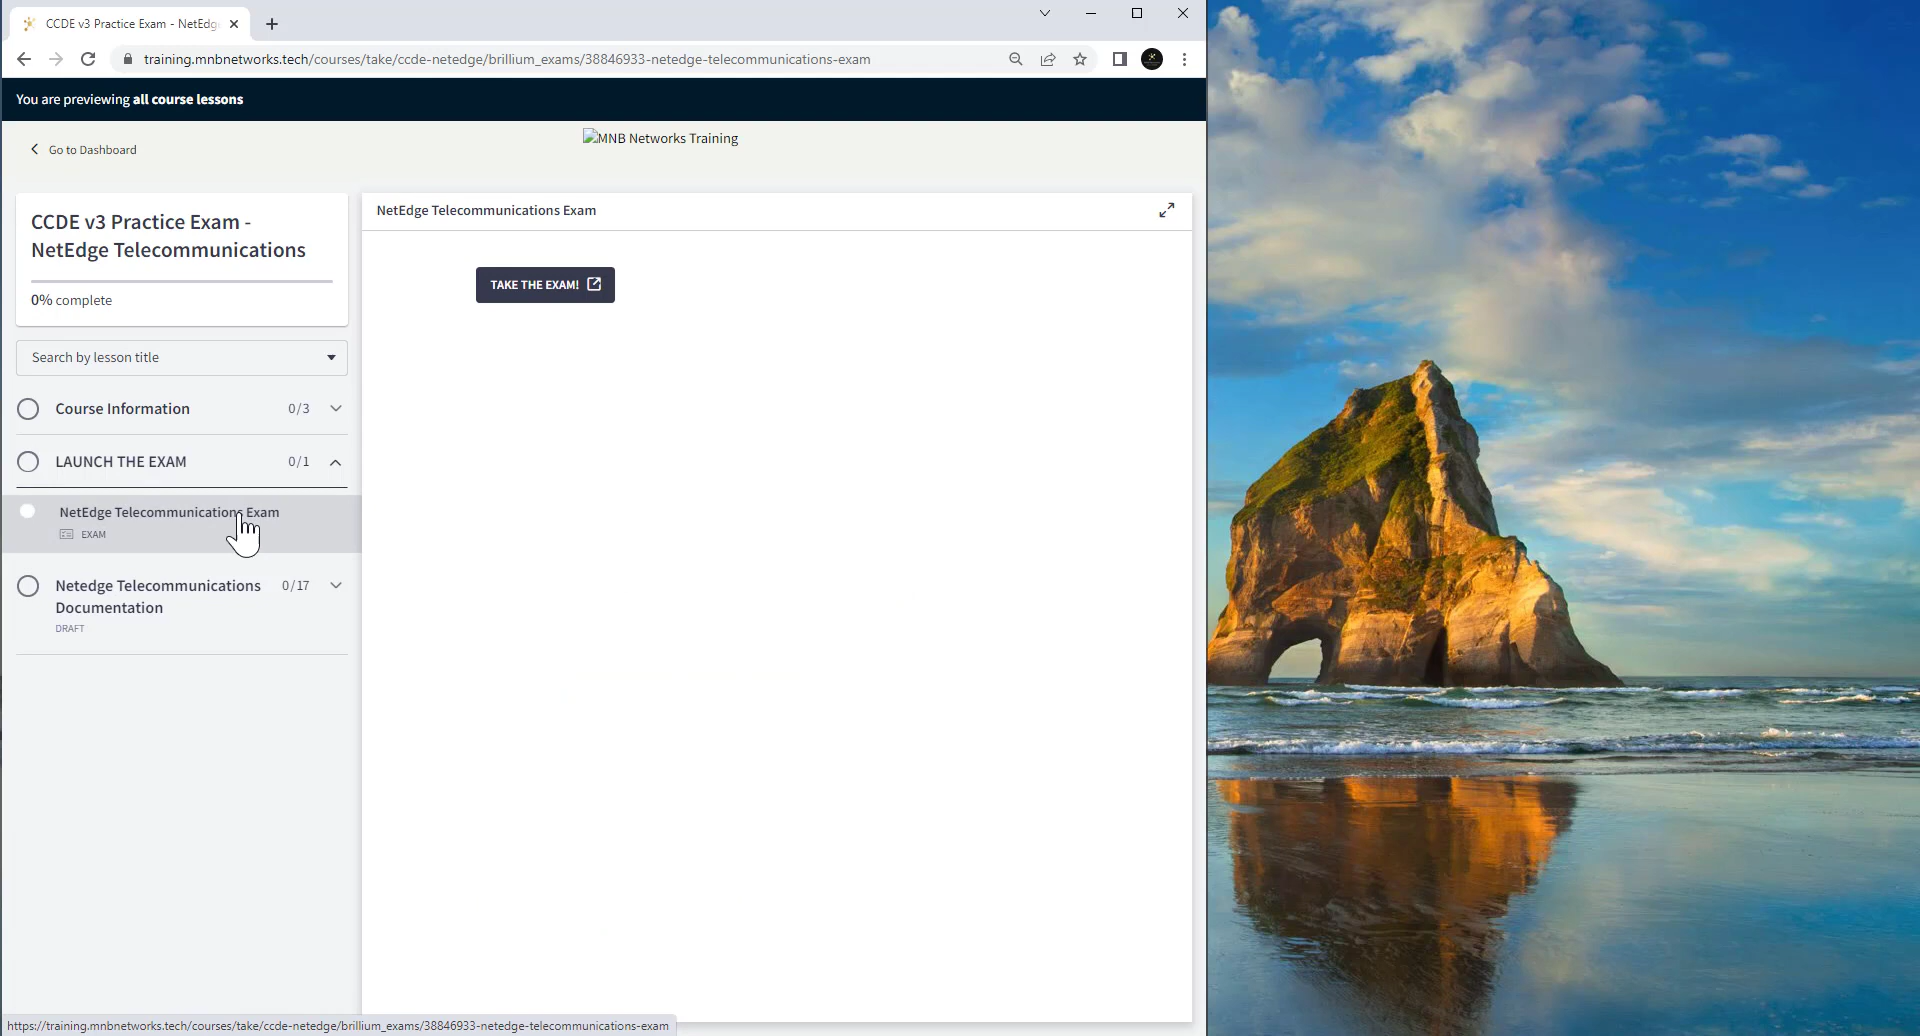 CCDE v3 Practice Exam - NetEdg
training.mnbnetworks.tech/courses/take/ccde-netedge/brillium_exams/38846933-netedge-telecommunications-exam
You are previewing all course lessons
Go to Dashboard
MNB Networks Training
CCDE v3 Practice Exam -
NetEdge Telecommunications
0% complete
Search by lesson title
Course Information 0/3
LAUNCH THE EXAM 0/1
NetEdge Telecommunications Exam
EXAM
Netedge Telecommunications 0/17
Documentation
DRAFT
NetEdge Telecommunications Exam
TAKE THE EXAM!
https://training.mnbnetworks.tech/courses/take/ccde-netedge/brillium_exams/38846933-netedge-telecommunications-exam